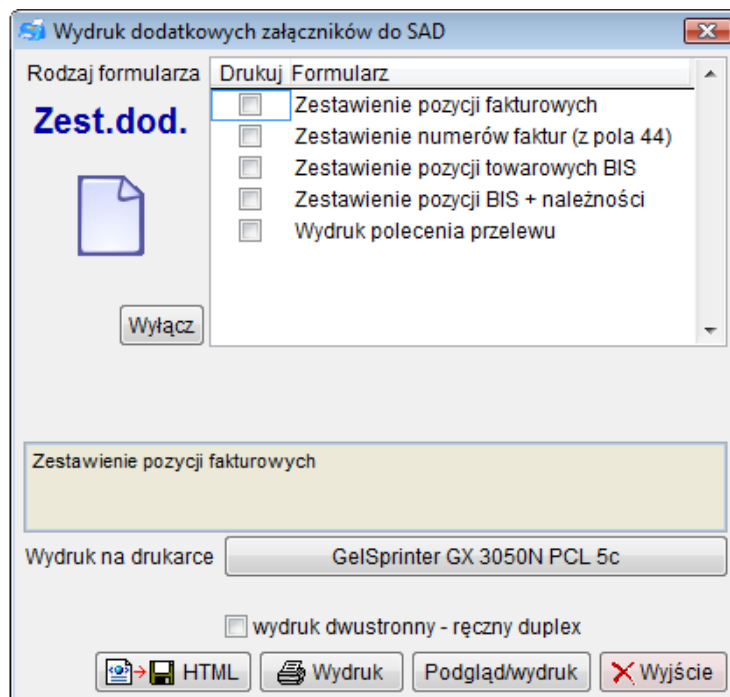 Wydruk dodatkowych załączników do SAD
Rodzaj formularza
Drukuj Formularz
Zest.dod.
Zestawienie pozycji fakturowych
Zestawienie numerów faktur (z pola 44)
Zestawienie pozycji towarowych BIS
Zestawienie pozycji BIS + należności
Wydruk polecenia przelewu
Wyłącz
Zestawienie pozycji fakturowych
Wydruk na drukarce
GelSprinter GX 3050N PCL 5c
wydruk dwustronny - ręczny duplex
HTML
Wydruk
Podgląd/wydruk
Wyjście